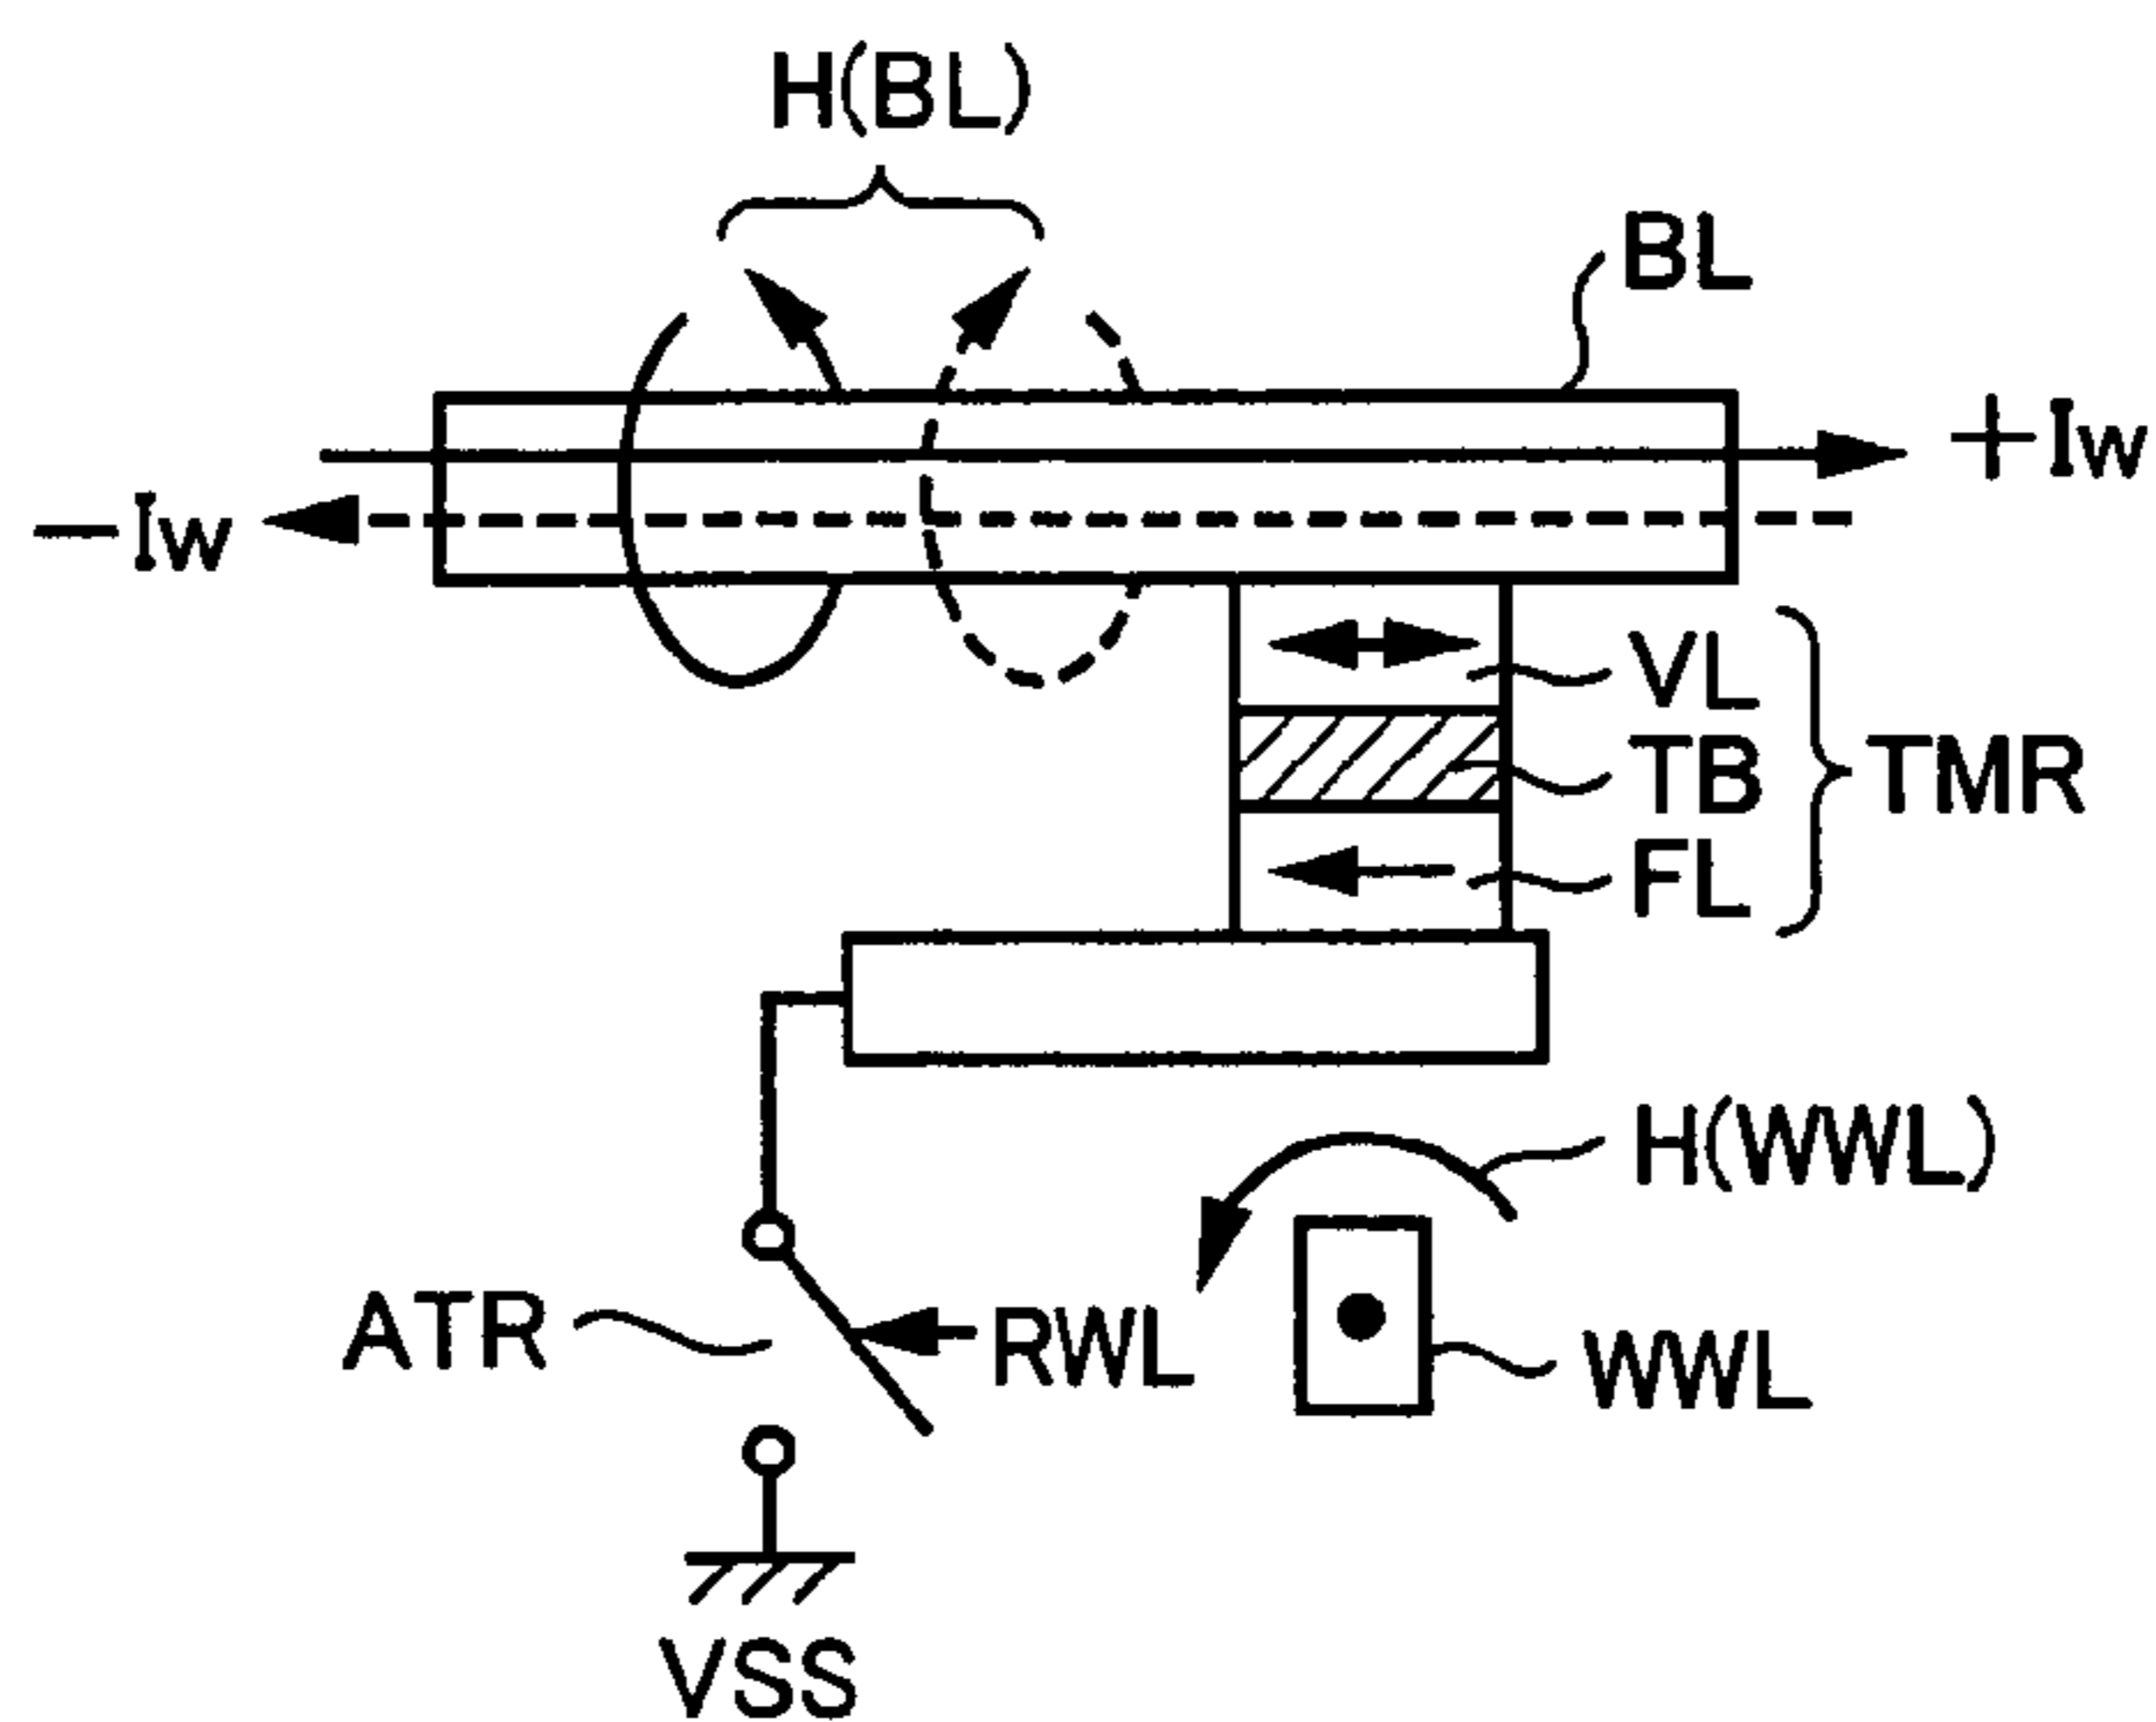 H(BL)
BL
+Iw
−Iw
VL
TB
TMR
FL
H(WWL)
ATR
RWL
WWL
VSS